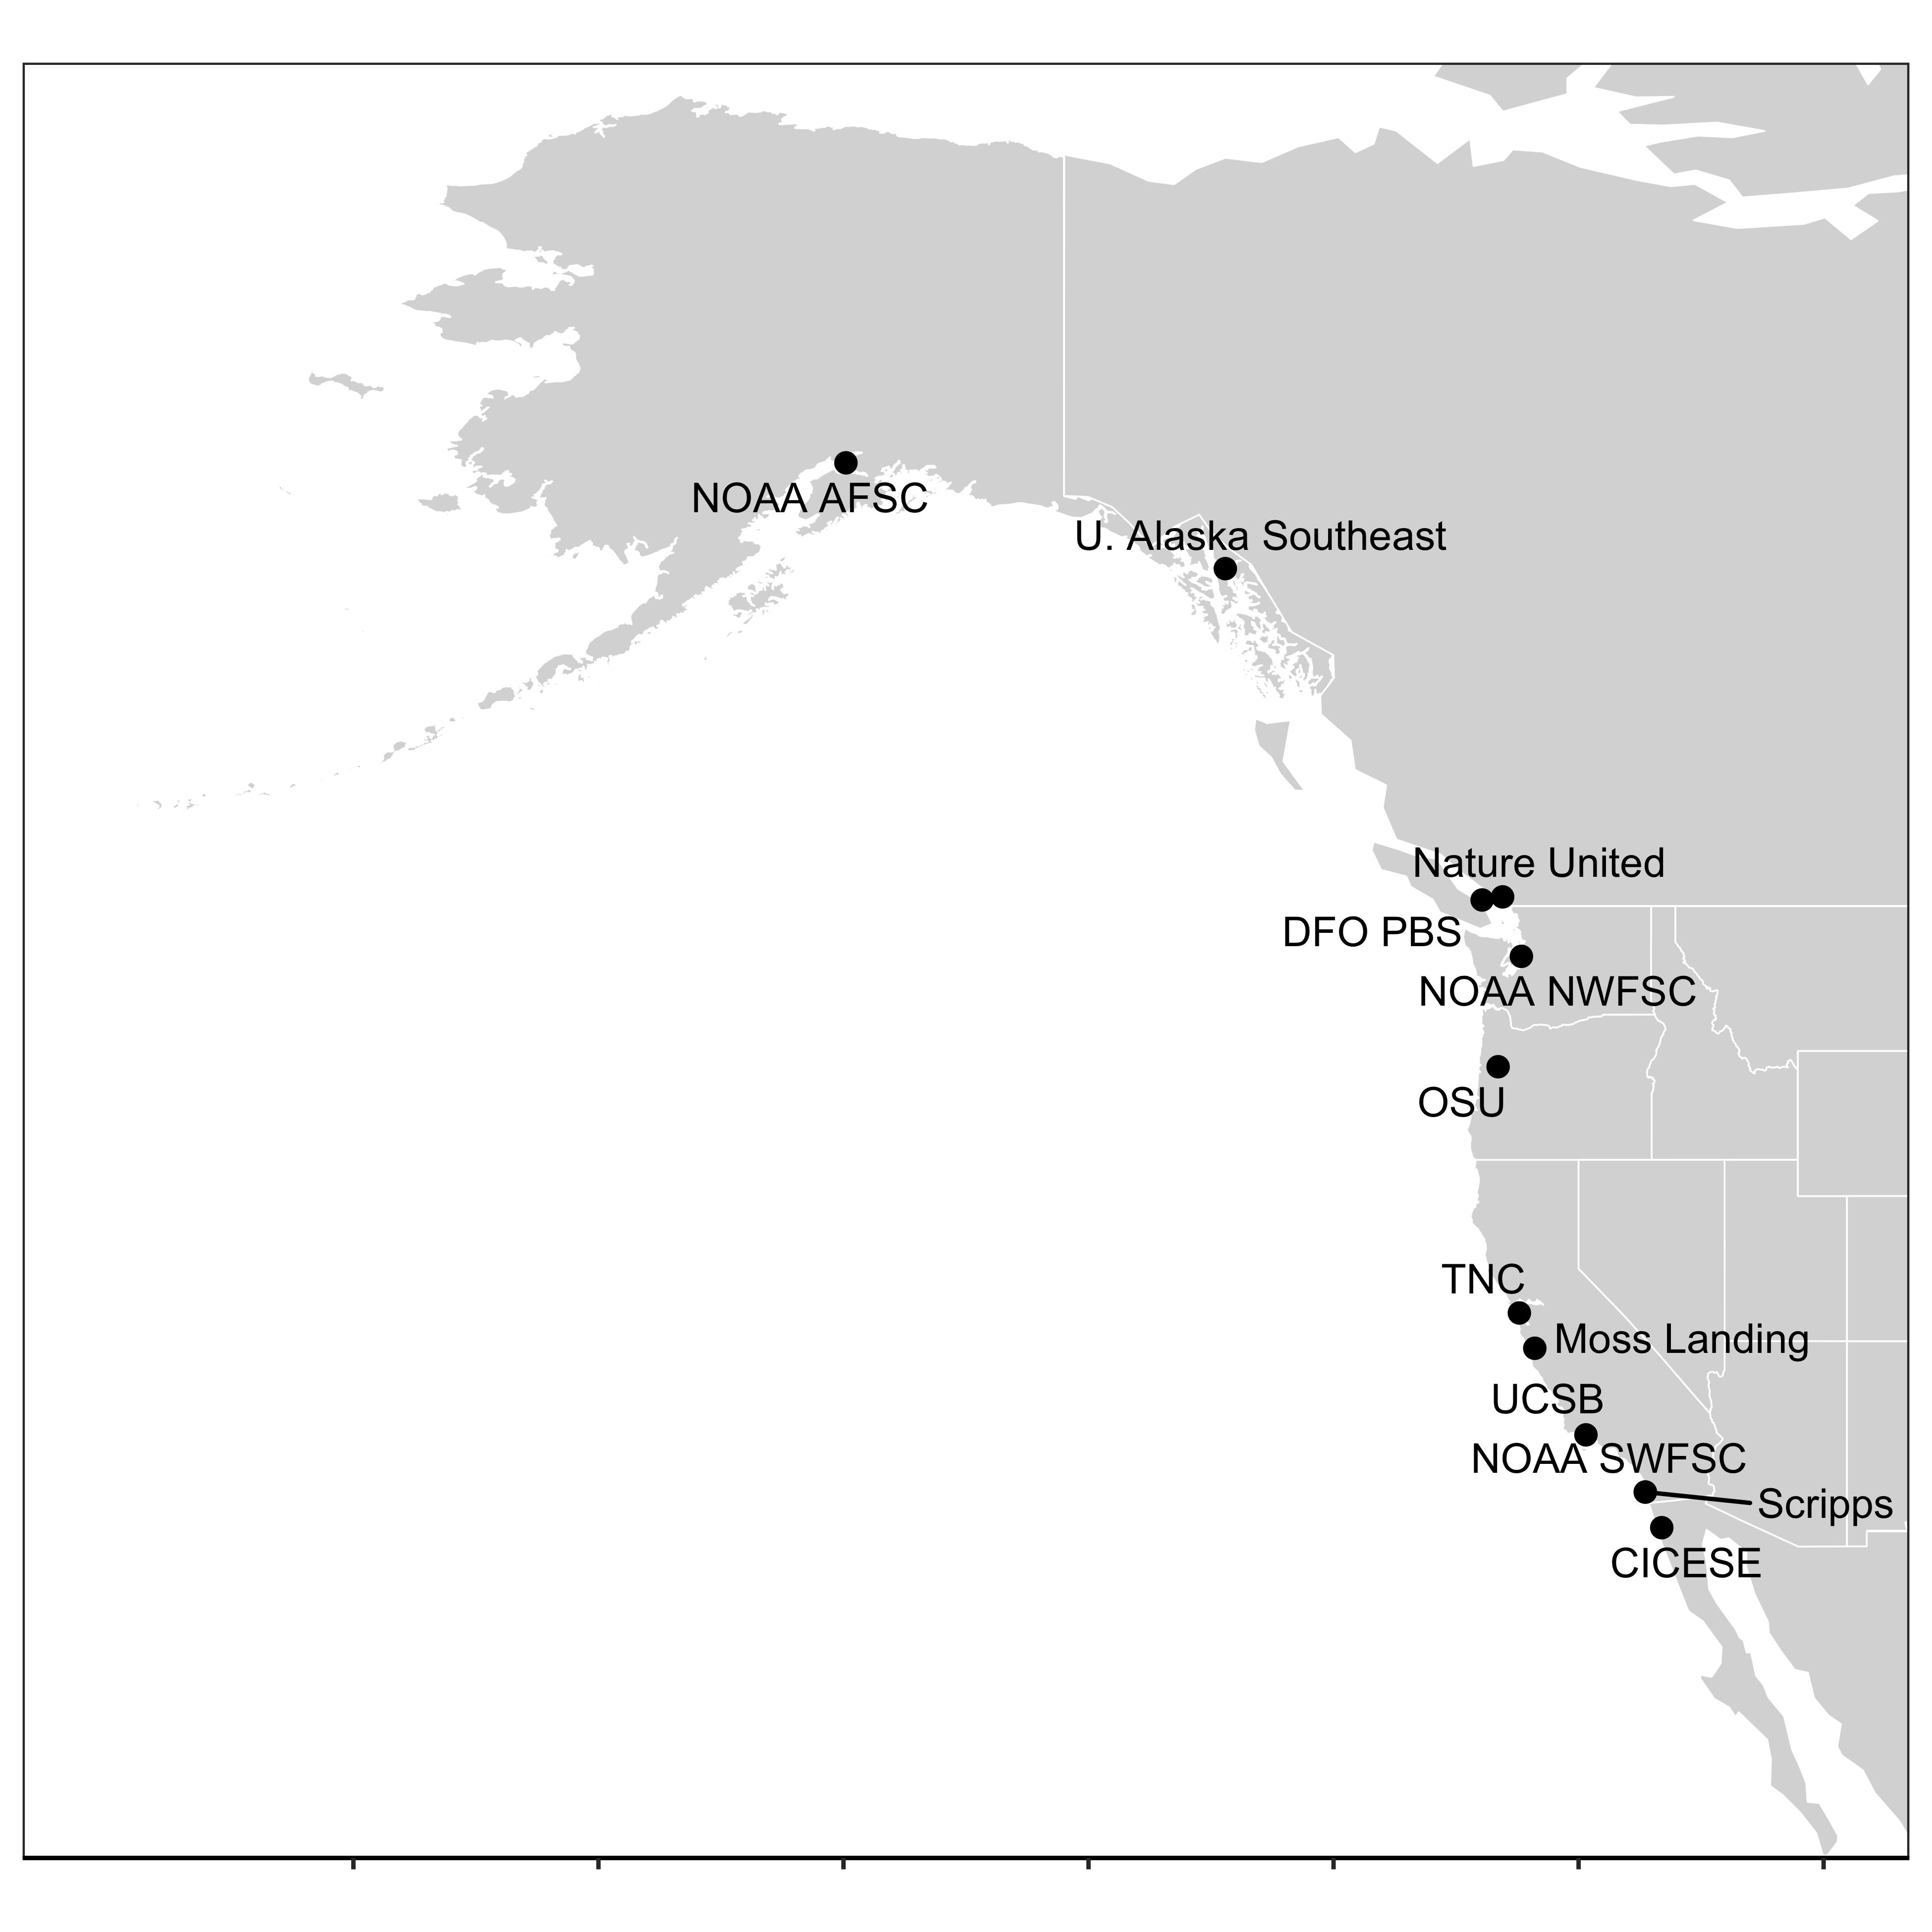 NOAA AFSC
U. Alaska Southeast
Nature United
DFO PBS
NOAA NWFSC
OSU
TNC
Moss Landing
UCSB
NOAA SWFSC
Scripps
CICESE